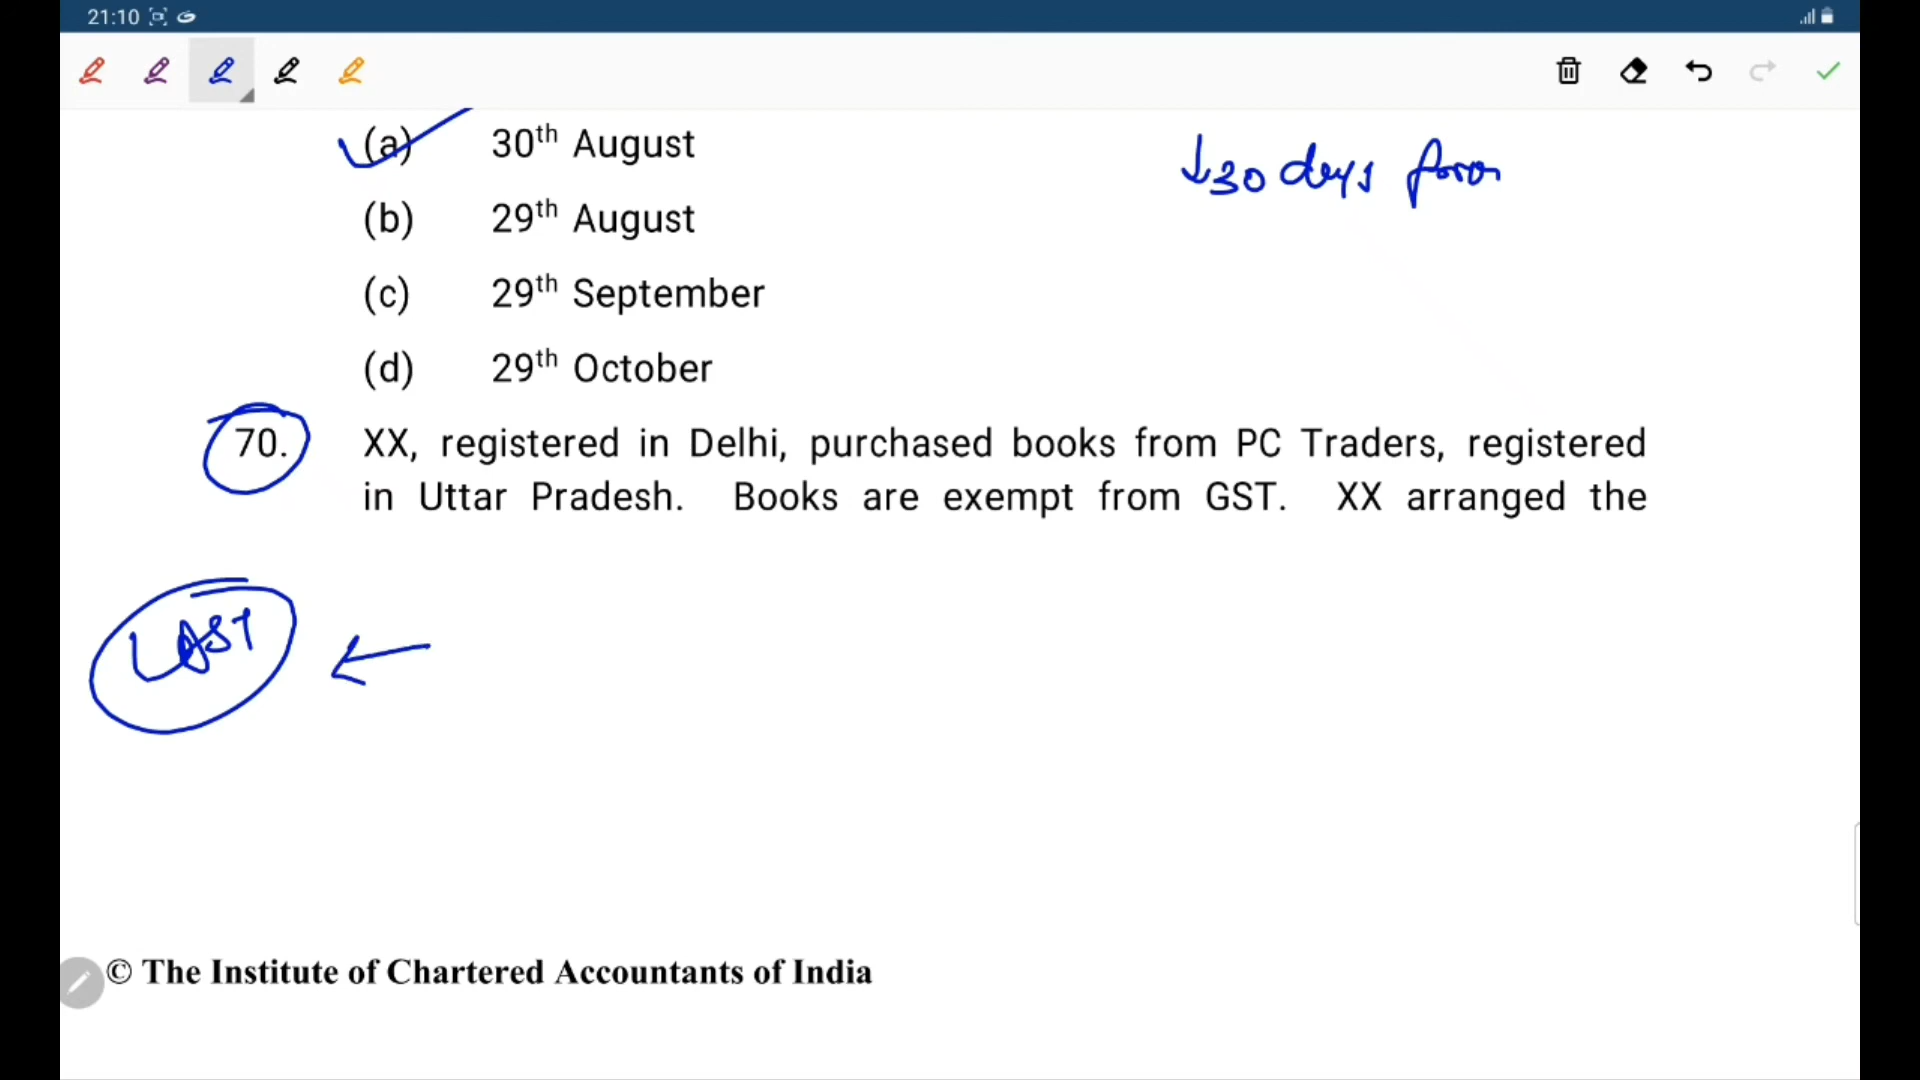 21:10
(a) 30th August
↓30 days from
(b) 29th August
(c) 29th September
(d) 29th October
70. XX, registered in Delhi, purchased books from PC Traders, registered
in Uttar Pradesh. Books are exempt from GST. XX arranged the
LAST ←
© The Institute of Chartered Accountants of India